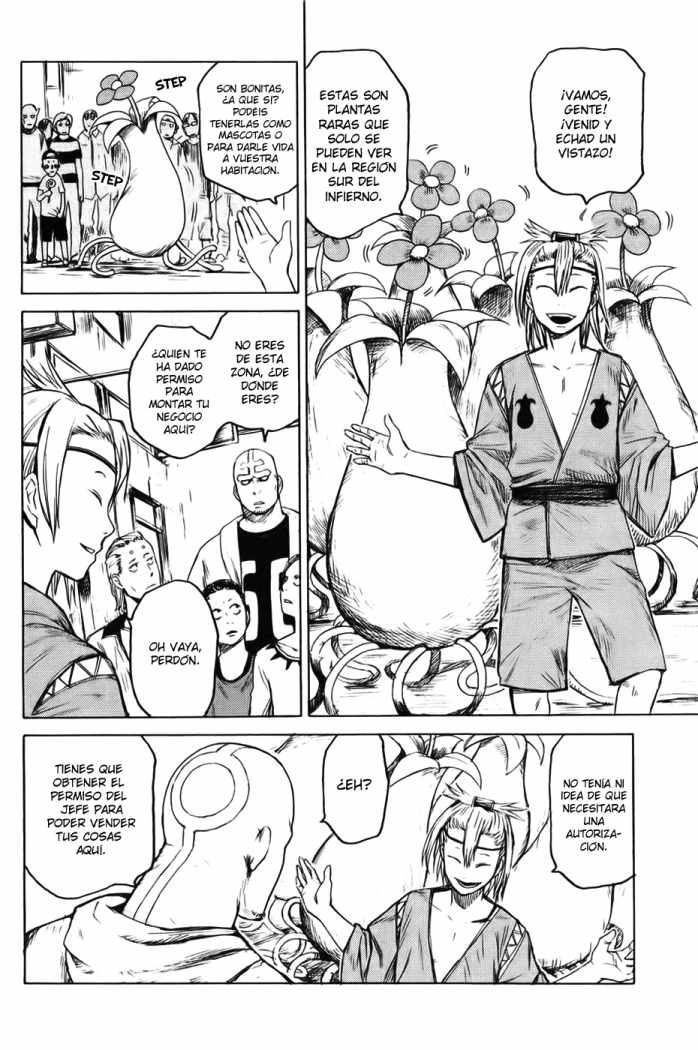 ¡VAMOS,
GENTE!
¡VENID Y
ECHAD UN
VISTAZO!
ESTAS SON
PLANTAS
RARAS QUE
SOLO SE
PUEDEN VER
EN LA REGIÓN
SUR DEL
INFIERNO.
STEP
SON BONITAS,
¿A QUE SI?
PODÉIS
TENERLAS COMO
MASCOTAS O
PARA DARLE VIDA
A VUESTRA
HABITACIÓN.
STEP
NO ERES
DE ESTA
ZONA, ¿DE
DÓNDE
ERES?
¿QUIEN TE
HA DADO
PERMISO
PARA
MONTAR TU
NEGOCIO
AQUÍ?
OH VAYA,
PERDÓN.
NO TENÍA NI
IDEA DE QUE
NECESITARA
UNA
AUTORIZA-
CIÓN.
¿EH?
TIENES QUE
OBTENER EL
PERMISO DEL
JEFE PARA
PODER VENDER
TUS COSAS
AQUÍ.